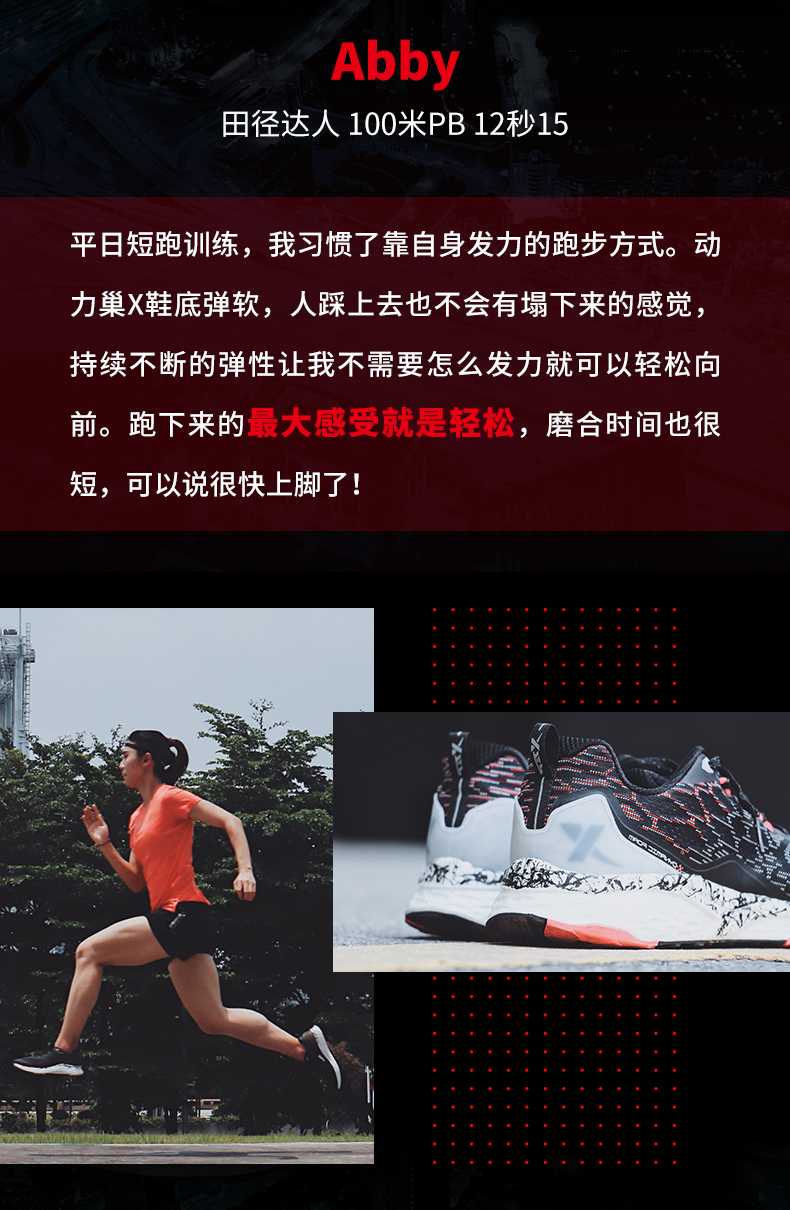 Abby
田径达人 100米PB 12秒15
平日短跑训练，我习惯了靠自身发力的跑步方式。动
力巢X鞋底弹软，人踩上去也不会有塌下来的感觉，
持续不断的弹性让我不需要怎么发力就可以轻松向
前。跑下来的最大感受就是轻松，磨合时间也很
短，可以说很快上脚了！